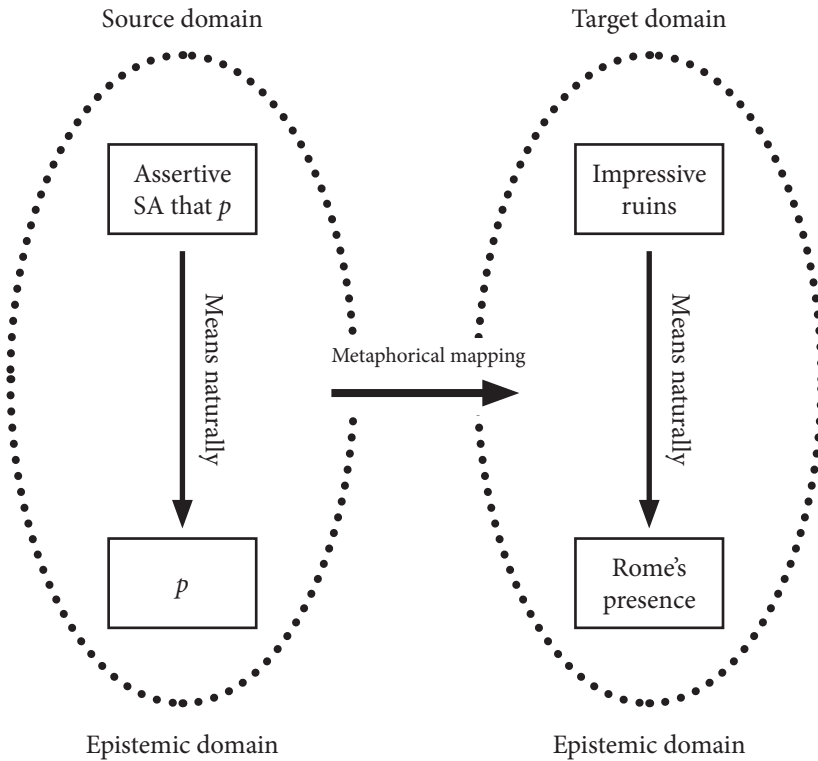 Source domain
Target domain
Assertive
SA that p
Impressive
ruins
Means naturally
Metaphorical mapping
Means naturally
p
Rome’s
presence
Epistemic domain
Epistemic domain